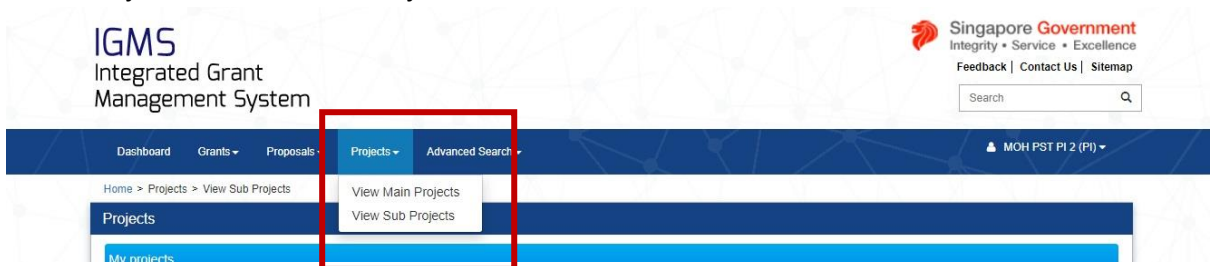 IGMS
Integrated Grant
Management System
Singapore Government
Integrity • Service • Excellence
Feedback | Contact Us | Sitemap
Search
Dashboard Grants Proposals Projects Advanced Search MOH PST PI 2 (PI)
Home > Projects > View Sub Projects
View Main Projects
View Sub Projects
Projects
My projects